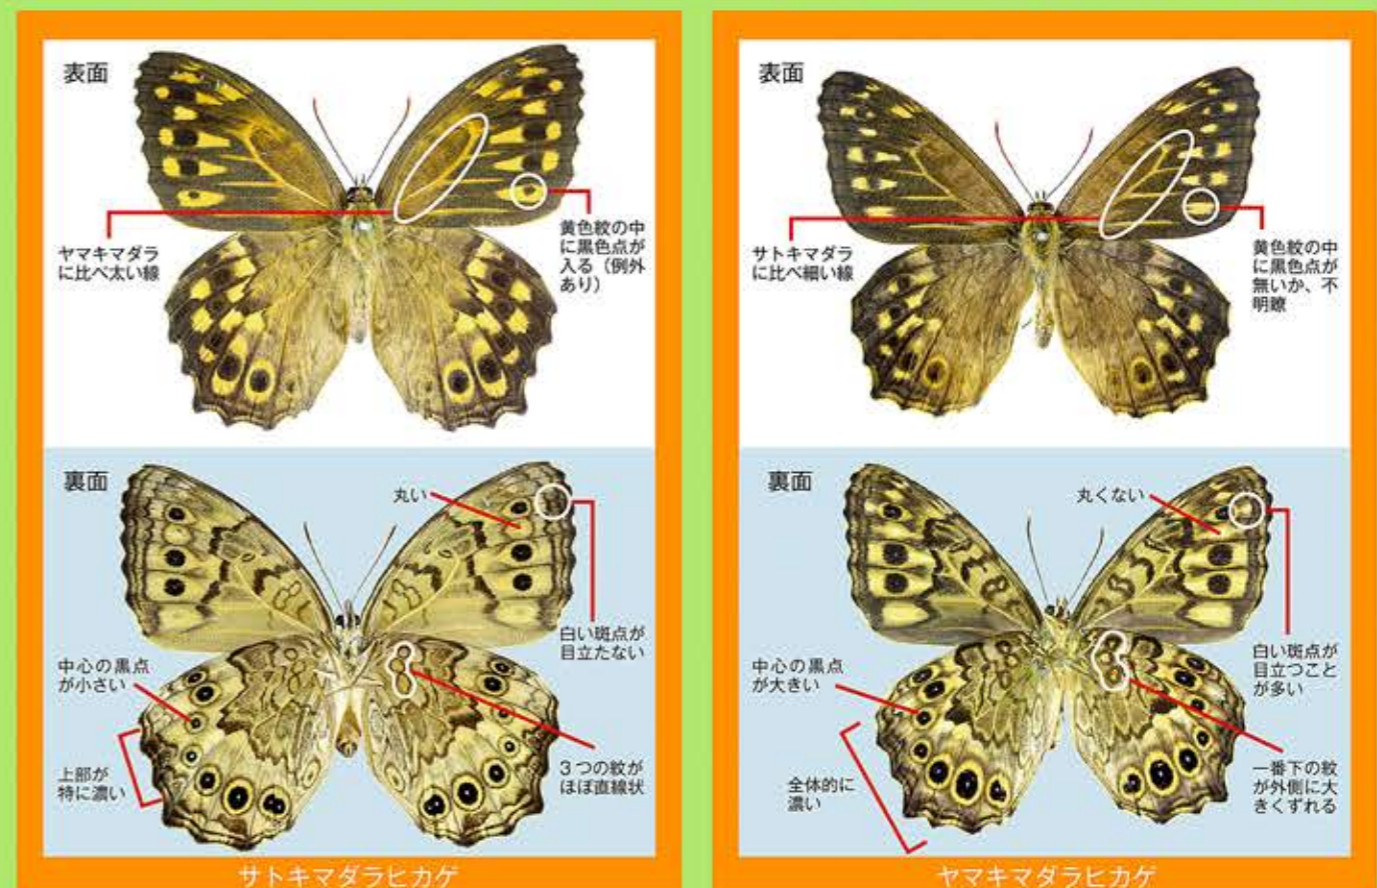 表面
ヤマキマダラ
に比べ太い線
黄色紋の中
に黒色点が
入る（例外
あり）
裏面
丸い
白い斑点が
目立たない
中心の黒点
が小さい
上部が
特に濃い
3つの紋が
ほぼ直線状
サトキマダラヒカゲ
表面
サトキマダラ
に比べ細い線
黄色紋の中
に黒色点が
無いか、不
明瞭
裏面
丸くない
白い斑点が
目立つこと
が多い
中心の黒点
が大きい
全体的に
濃い
一番下の紋
が外側に大
きくずれる
ヤマキマダラヒカゲ